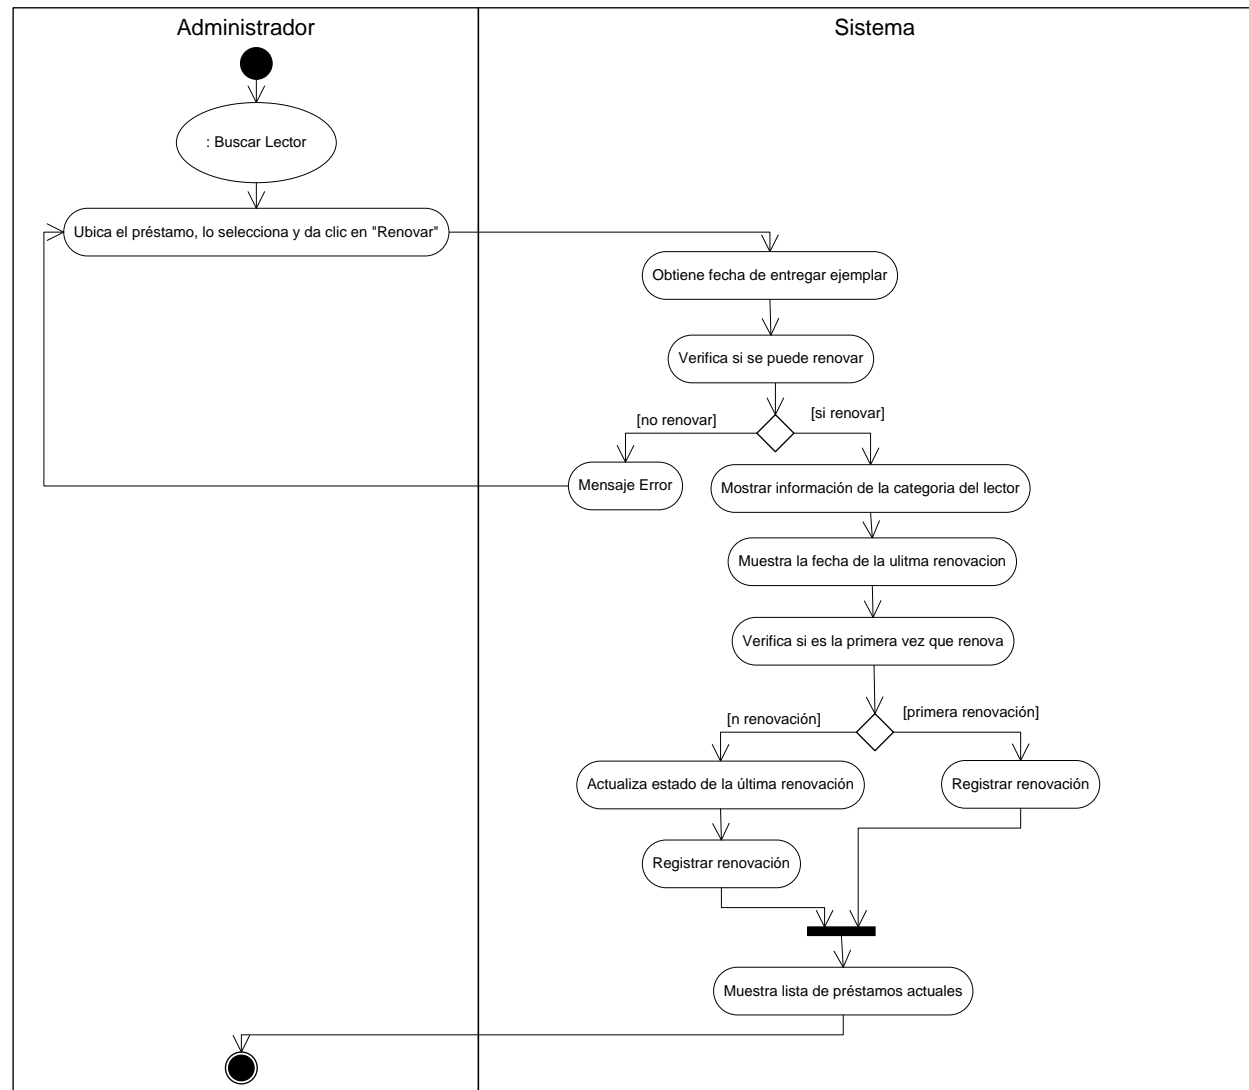 Administrador
Sistema
: Buscar Lector
Ubica el préstamo, lo selecciona y da clic en "Renovar"
Obtiene fecha de entregar ejemplar
Verifica si se puede renovar
[no renovar]
[si renovar]
Mensaje Error
Mostrar información de la categoria del lector
Muestra la fecha de la ulitma renovacion
Verifica si es la primera vez que renova
[n renovación]
[primera renovación]
Actualiza estado de la última renovación
Registrar renovación
Registrar renovación
Muestra lista de préstamos actuales